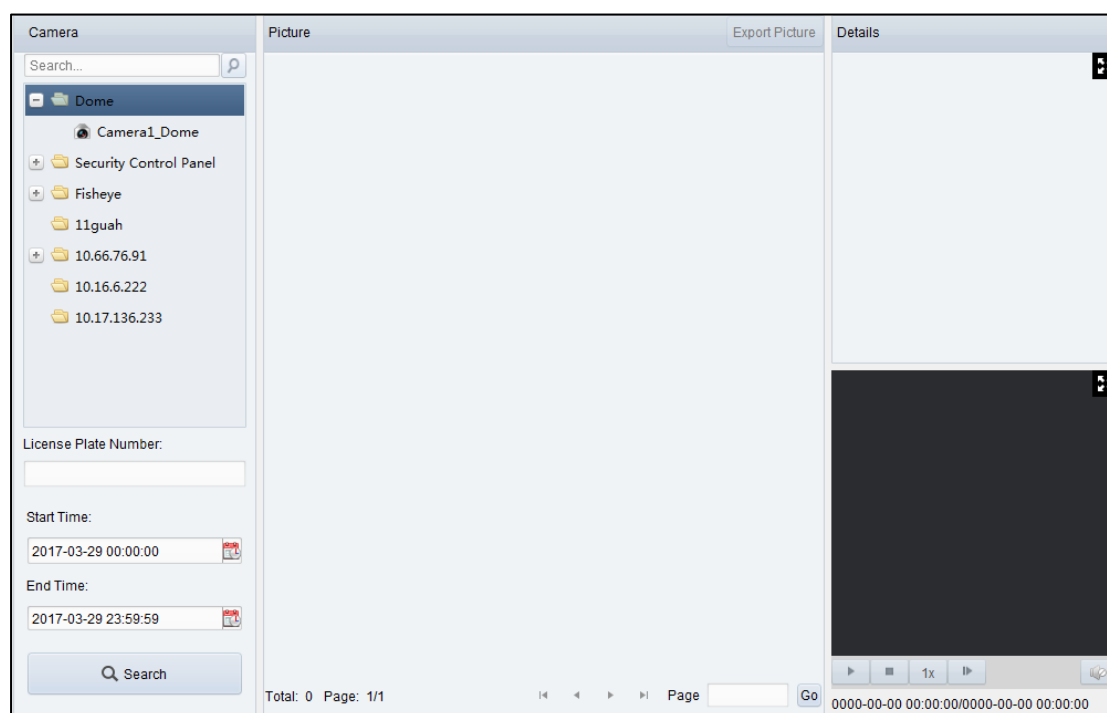 Camera
Search...
Dome
Camera1_Dome
Security Control Panel
Fisheye
11guah
10.66.76.91
10.16.6.222
10.17.136.233
License Plate Number:
Start Time:
2017-03-29 00:00:00
End Time:
2017-03-29 23:59:59
Search
Picture
Export Picture
Total: 0 Page: 1/1
Page
Go
Details
1x
0000-00-00 00:00:00/0000-00-00 00:00:00